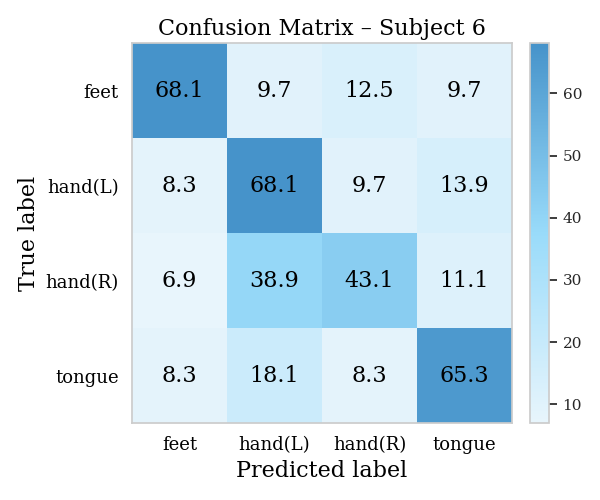 Confusion Matrix – Subject 6
feet 68.1 9.7 12.5 9.7
hand(L) 8.3 68.1 9.7 13.9
hand(R) 6.9 38.9 43.1 11.1
tongue 8.3 18.1 8.3 65.3
feet hand(L) hand(R) tongue
Predicted label
True label
60
50
40
30
20
10